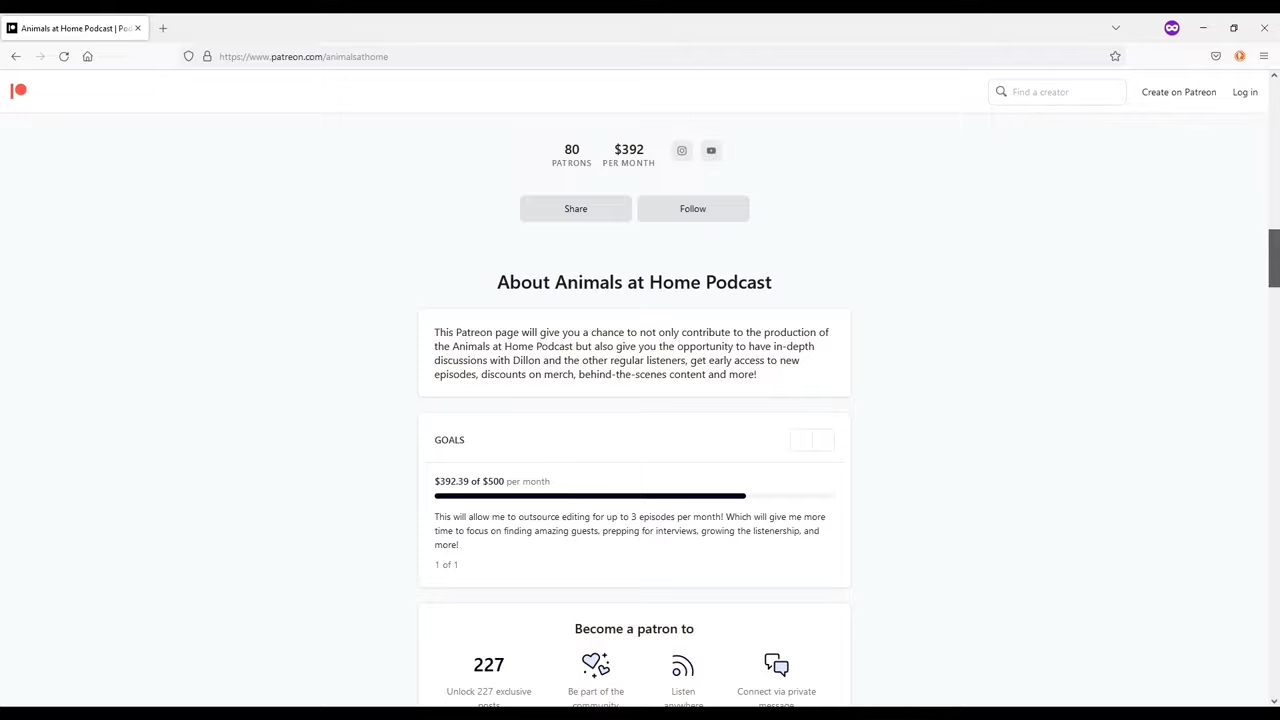 Animals at Home Podcast | Pod
https://www.patreon.com/animalsathome
Find a creator
Create on Patreon
Log in
80
$392
PATRONS
PER MONTH
Share
Follow
About Animals at Home Podcast
This Patreon page will give you a chance to not only contribute to the production of
the Animals at Home Podcast but also give you the opportunity to have in-depth
discussions with Dillon and the other regular listeners, get early access to new
episodes, discounts on merch, behind-the-scenes content and more!
GOALS
$392.39 of $500 per month
This will allow me to outsource editing for up to 3 episodes per month! Which will give me more
time to focus on finding amazing guests, prepping for interviews, growing the listenership, and
more!
1 of 1
Become a patron to
227
Unlock 227 exclusive
posts
Be part of the
community
Listen
anywhere
Connect via private
message